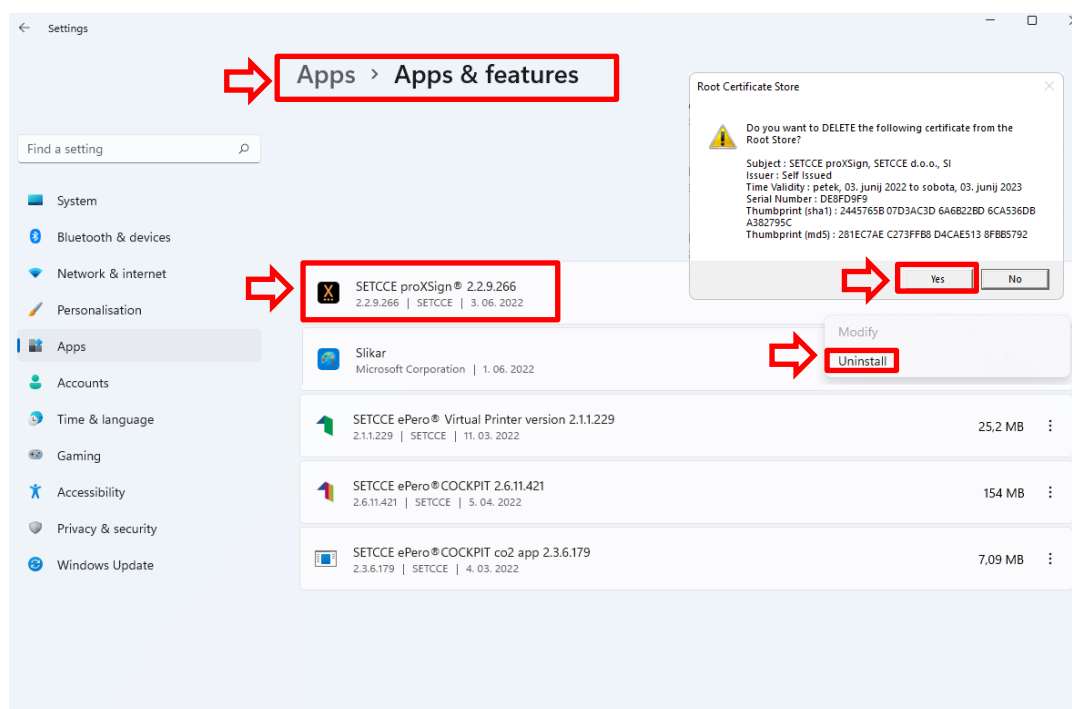 Settings
Apps > Apps & features
Find a setting
System
Bluetooth & devices
Network & internet
Personalisation
Apps
Accounts
Time & language
Gaming
Accessibility
Privacy & security
Windows Update
Root Certificate Store
Do you want to DELETE the following certificate from the
Root Store?
Subject : SETCCE proXSign, SETCCE d.o.o., SI
Issuer : Self Issued
Time Validity : petek, 03. junij 2022 to sobota, 03. junij 2023
Serial Number : DE8FD9F9
Thumbprint (sha1) : 2445765B 07D3AC3D 6A6B22BD 6CA536DB
A382795C
Thumbprint (md5) : 281EC7AE C273FFB8 D4CAE513 8FBB5792
Yes
No
SETCCE proXSign® 2.2.9.266
2.2.9.266 | SETCCE | 3. 06. 2022
Modify
Uninstall
Slikar
Microsoft Corporation | 1. 06. 2022
SETCCE ePero® Virtual Printer version 2.1.1.229
2.1.1.229 | SETCCE | 11. 03. 2022
25,2 MB
SETCCE ePero®COCKPIT 2.6.11.421
2.6.11.421 | SETCCE | 5. 04. 2022
154 MB
SETCCE ePero®COCKPIT co2 app 2.3.6.179
2.3.6.179 | SETCCE | 4. 03. 2022
7,09 MB